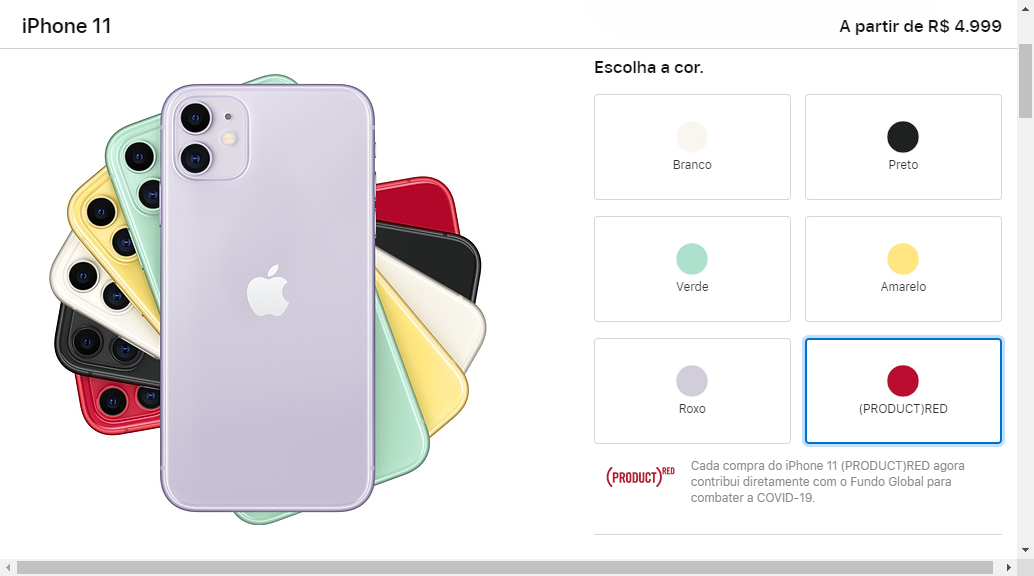 iPhone 11
A partir de R$ 4.999
Escolha a cor.
Branco
Preto
Verde
Amarelo
Roxo
(PRODUCT)RED
(PRODUCT)RED
Cada compra do iPhone 11 (PRODUCT)RED agora
contribui diretamente com o Fundo Global para
combater a COVID-19.